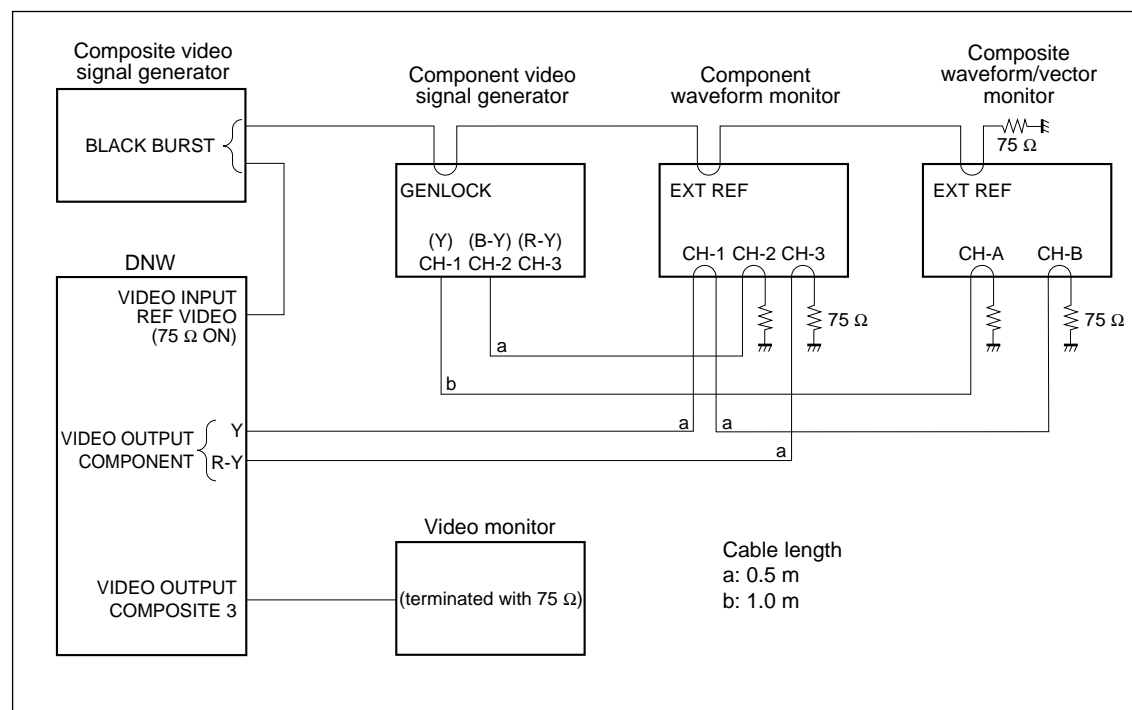 Composite video
signal generator
BLACK BURST
Component video
signal generator
GENLOCK
(Y) (B-Y) (R-Y)
CH-1 CH-2 CH-3
Component
waveform monitor
EXT REF
CH-1 CH-2 CH-3
75 Ω
Composite
waveform/vector
monitor
75 Ω
EXT REF
CH-A CH-B
75 Ω
DNW
VIDEO INPUT
REF VIDEO
(75 Ω ON)
a
b
VIDEO OUTPUT
COMPONENT
Y
R-Y
a
a
a
VIDEO OUTPUT
COMPOSITE 3
Video monitor
(terminated with 75 Ω)
Cable length
a: 0.5 m
b: 1.0 m